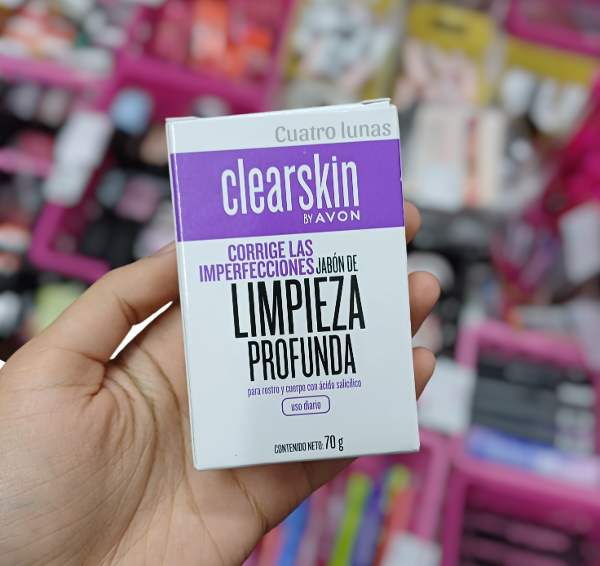 Cuatro lunas
clearskin
BY AVON
CORRIGE LAS
IMPERFECCIONES JABÓN DE
LIMPIEZA
PROFUNDA
para rostro y cuerpo con ácido salicílico
uso diario
CONTENIDO NETO: 70 g